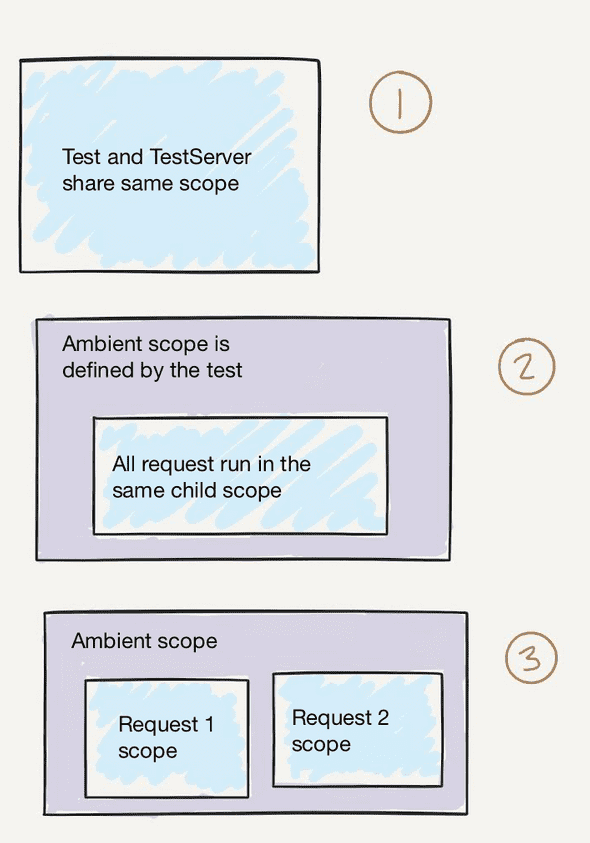 Test and TestServer
share same scope
1
Ambient scope is
defined by the test
2
All request run in the
same child scope
Ambient scope
3
Request 1
scope
Request 2
scope